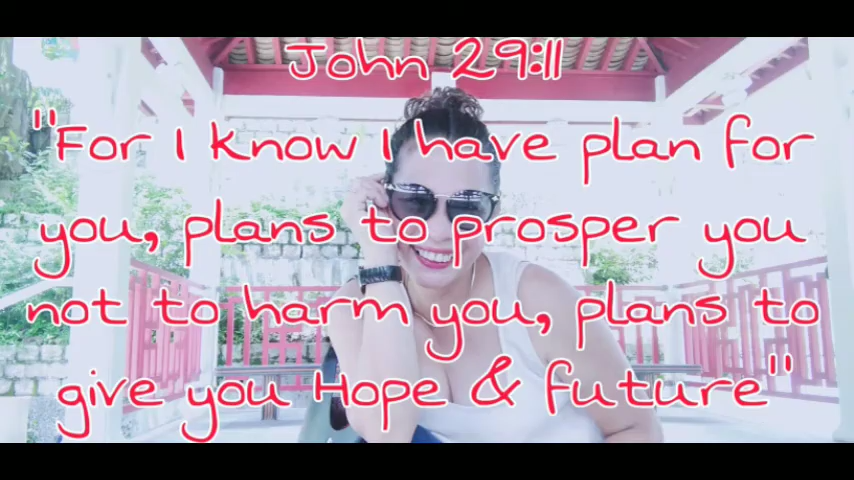 John 29:11
"For I know I have plan for
you, plans to prosper you
not to harm you, plans to
give you Hope & future"